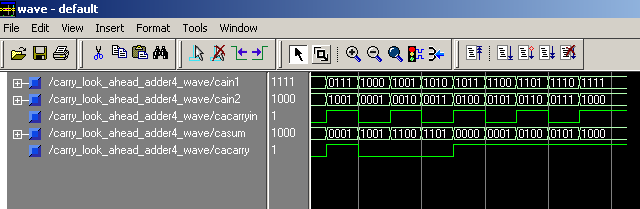 wave - default
File Edit View Insert Format Tools Window
/carry_look_ahead_adder4_wave/cain1 1111 0111 1000 1001 1010 1011 1100 1101 1110 1111
/carry_look_ahead_adder4_wave/cain2 1000 1001 0001 0010 0011 0100 0101 0110 0111 1000
/carry_look_ahead_adder4_wave/cacarryin 1
/carry_look_ahead_adder4_wave/casum 1000 0001 1001 1100 1101 0000 0001 0100 0101 1000
/carry_look_ahead_adder4_wave/cacarry 1